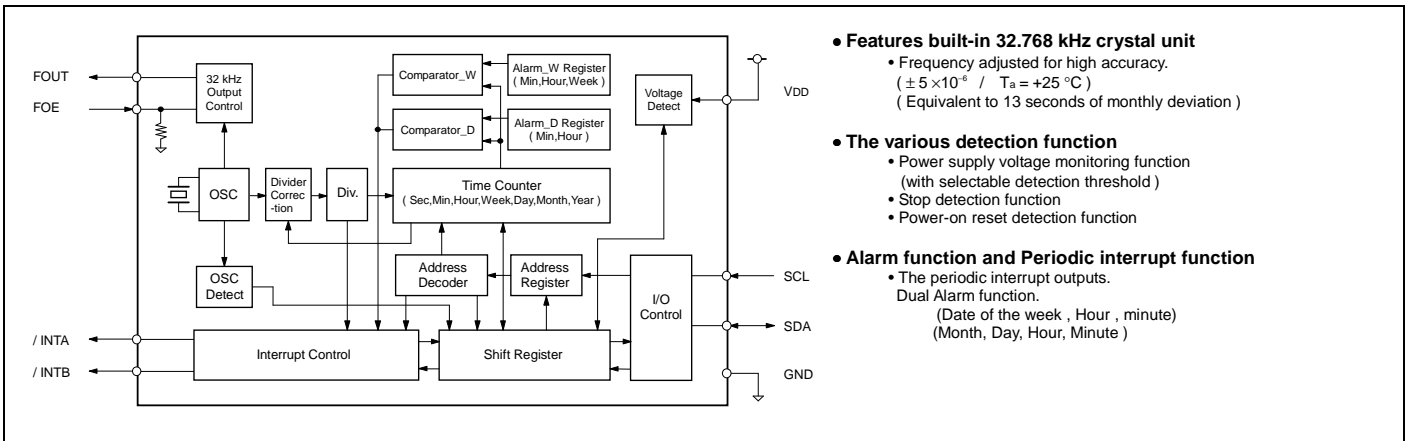 FOUT
FOE
32 kHz
Output
Control
Comparator_W
Alarm_W Register
( Min,Hour,Week )
Comparator_D
Alarm_D Register
( Min,Hour )
Voltage
Detect
VDD
OSC
Divider
Correc
-tion
Div.
Time Counter
( Sec,Min,Hour,Week,Day,Month,Year )
OSC
Detect
Address
Decoder
Address
Register
I/O
Control
SCL
SDA
/ INTA
/ INTB
Interrupt Control
Shift Register
GND
• Features built-in 32.768 kHz crystal unit
• Frequency adjusted for high accuracy.
( ± 5 ×10⁻⁶ / Ta = +25 °C )
( Equivalent to 13 seconds of monthly deviation )
• The various detection function
• Power supply voltage monitoring function
(with selectable detection threshold )
• Stop detection function
• Power-on reset detection function
• Alarm function and Periodic interrupt function
• The periodic interrupt outputs.
Dual Alarm function.
(Date of the week , Hour , minute)
(Month, Day, Hour, Minute )